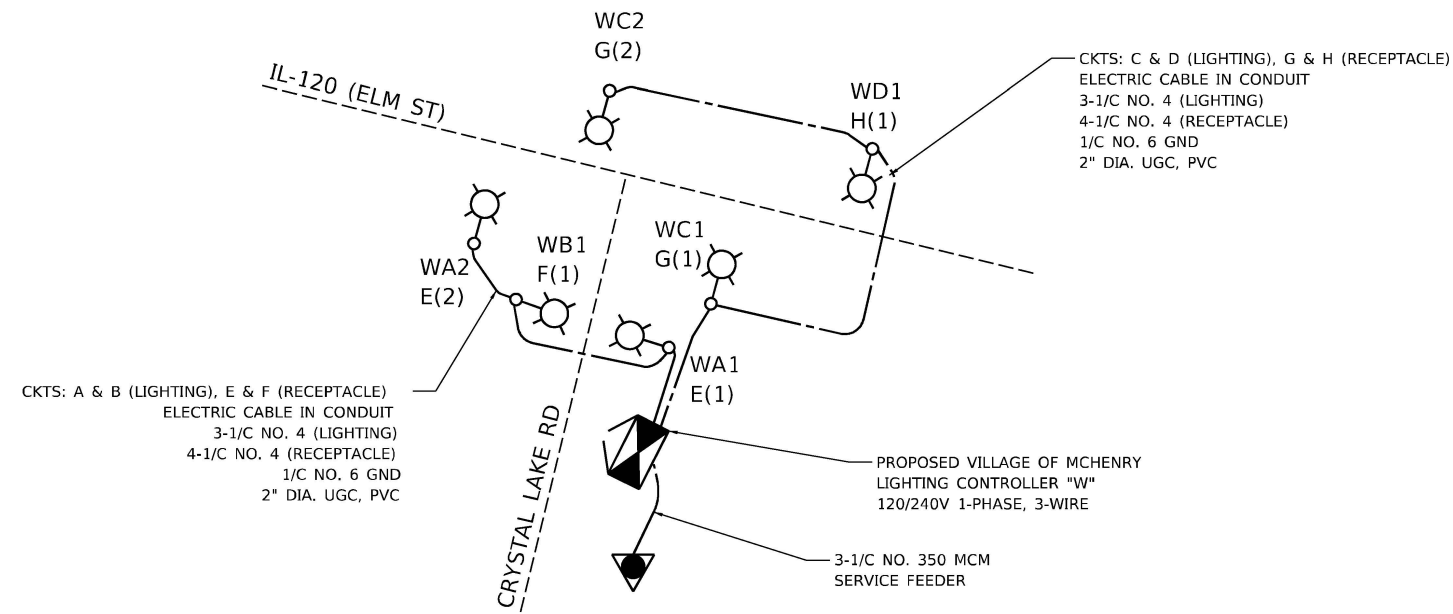 WC2
G(2)
IL-120 (ELM ST)
WD1
H(1)
CKTS: C & D (LIGHTING), G & H (RECEPTACLE)
ELECTRIC CABLE IN CONDUIT
3-1/C NO. 4 (LIGHTING)
4-1/C NO. 4 (RECEPTACLE)
1/C NO. 6 GND
2" DIA. UGC, PVC
WC1
G(1)
WB1
F(1)
WA2
E(2)
WA1
E(1)
CKTS: A & B (LIGHTING), E & F (RECEPTACLE)
ELECTRIC CABLE IN CONDUIT
3-1/C NO. 4 (LIGHTING)
4-1/C NO. 4 (RECEPTACLE)
1/C NO. 6 GND
2" DIA. UGC, PVC
CRYSTAL LAKE RD
PROPOSED VILLAGE OF MCHENRY
LIGHTING CONTROLLER "W"
120/240V 1-PHASE, 3-WIRE
3-1/C NO. 350 MCM
SERVICE FEEDER